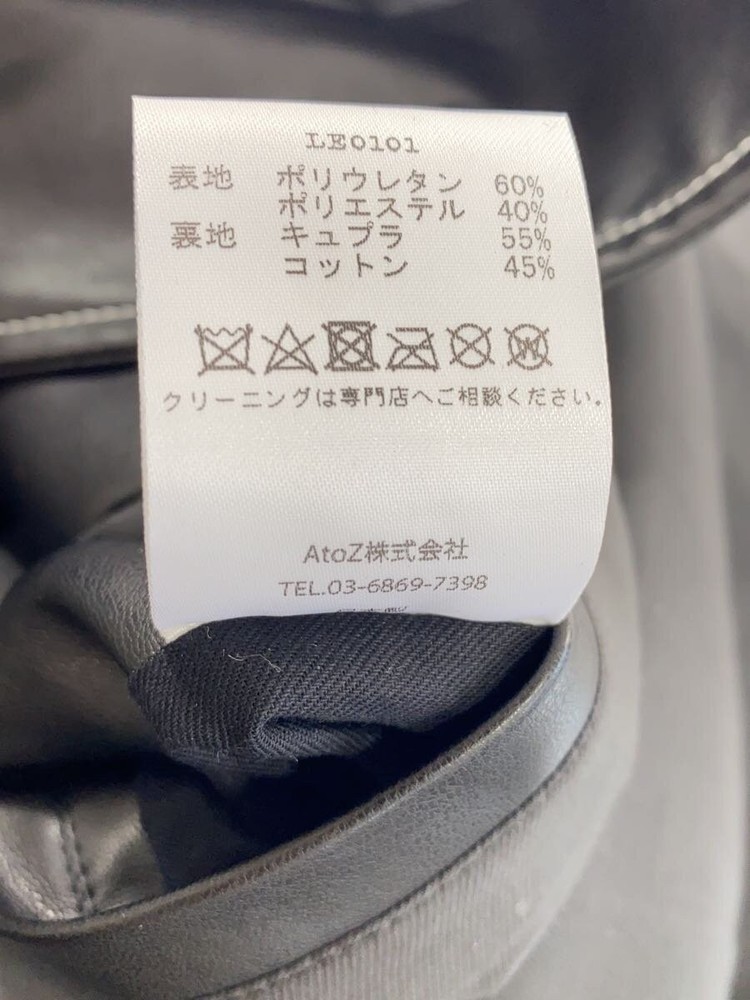 LE0101
表地 ポリウレタン 60%
ポリエステル 40%
裏地 キュプラ 55%
コットン 45%
W
クリーニングは専門店へご相談ください。
AtoZ株式会社
TEL.03-6869-7398